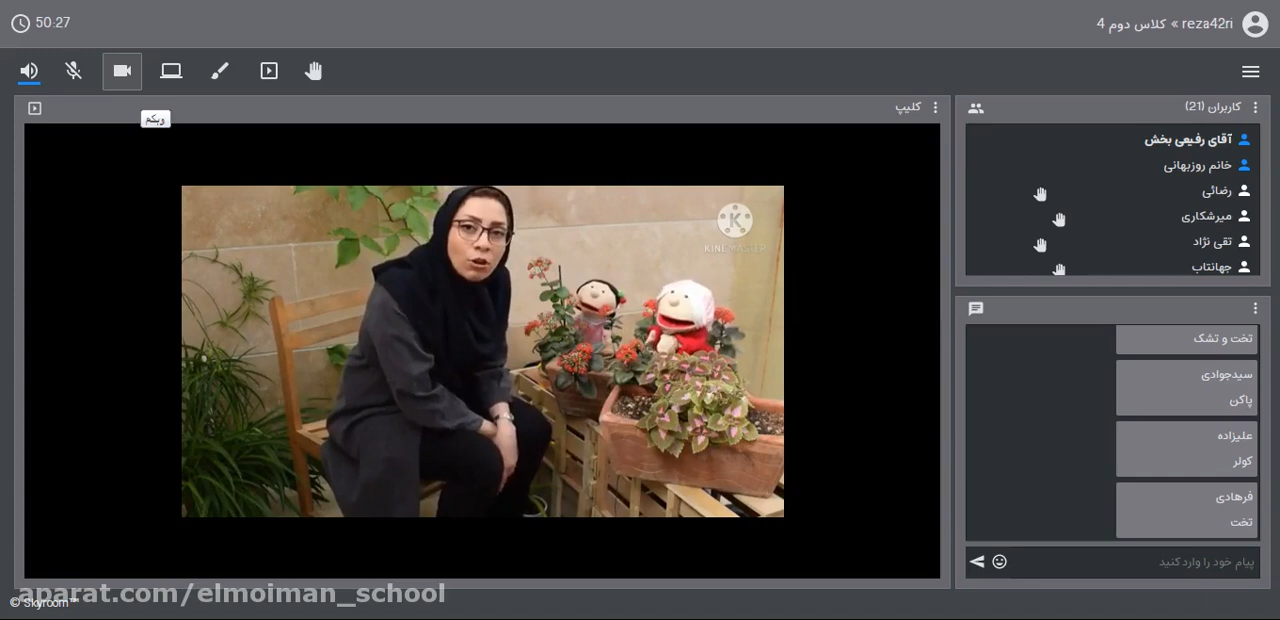 50:27
reza42ri » کلاس دوم 4
وبکم
کلیپ
KINEMASTER
کاربران (21)
آقای رفیعی بخش
خانم روزبهانی
رضائی
میرشکاری
تقی نژاد
جهانتاب
تخت و تشک
سیدجوادی
پاکن
علیزاده
کولر
فرهادی
تخت
پیام خود را وارد کنید
aparat.com/elmoiman_school
© Skyroom™